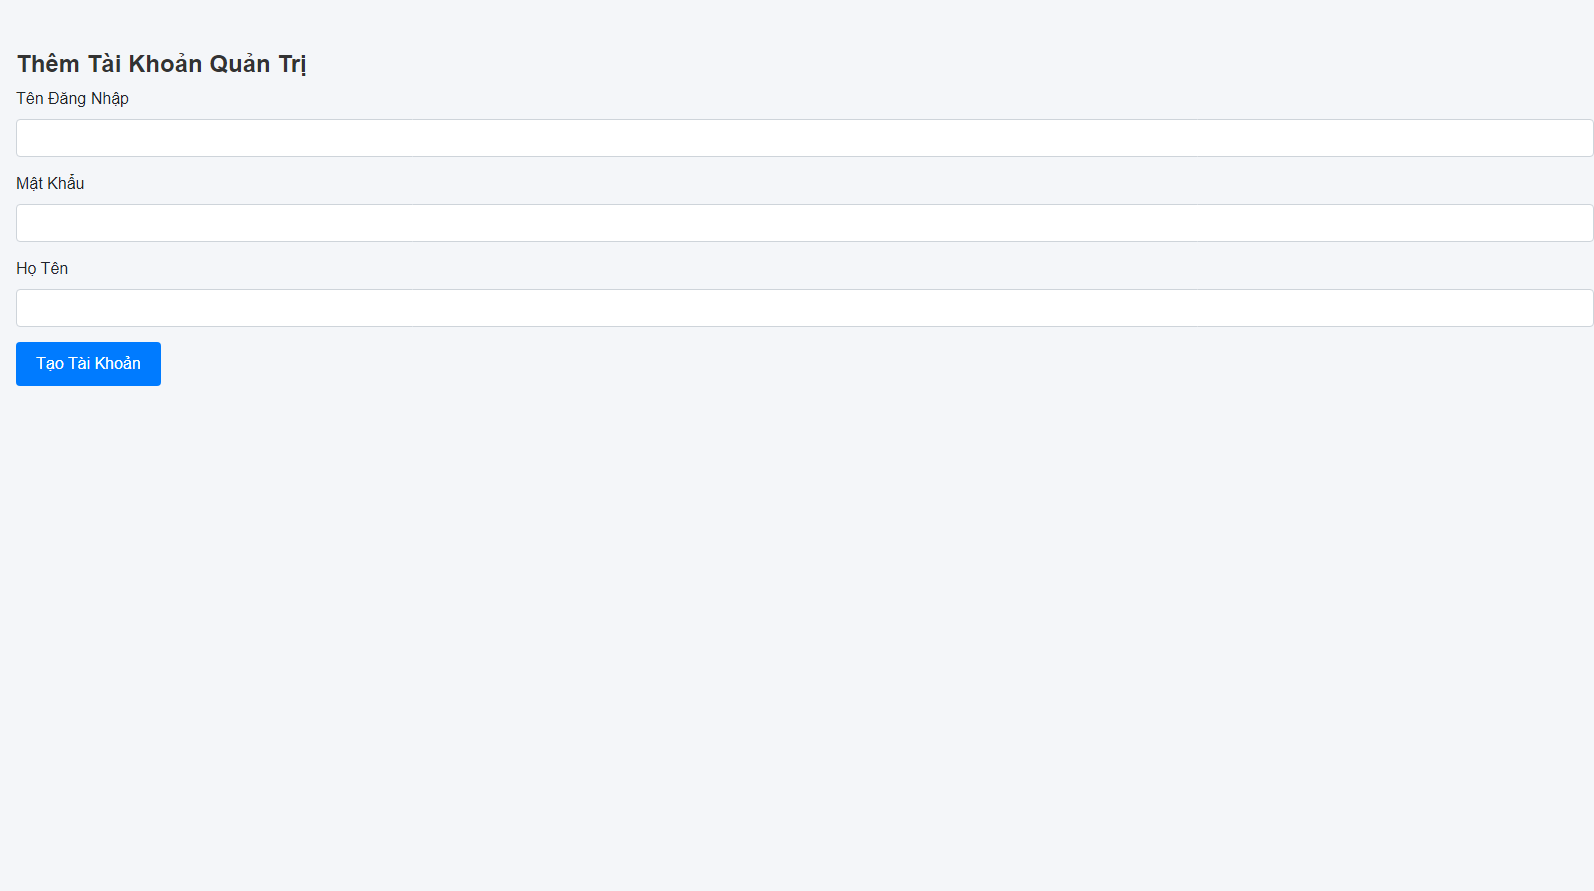 Thêm Tài Khoản Quản Trị
Tên Đăng Nhập
Mật Khẩu
Họ Tên
Tạo Tài Khoản